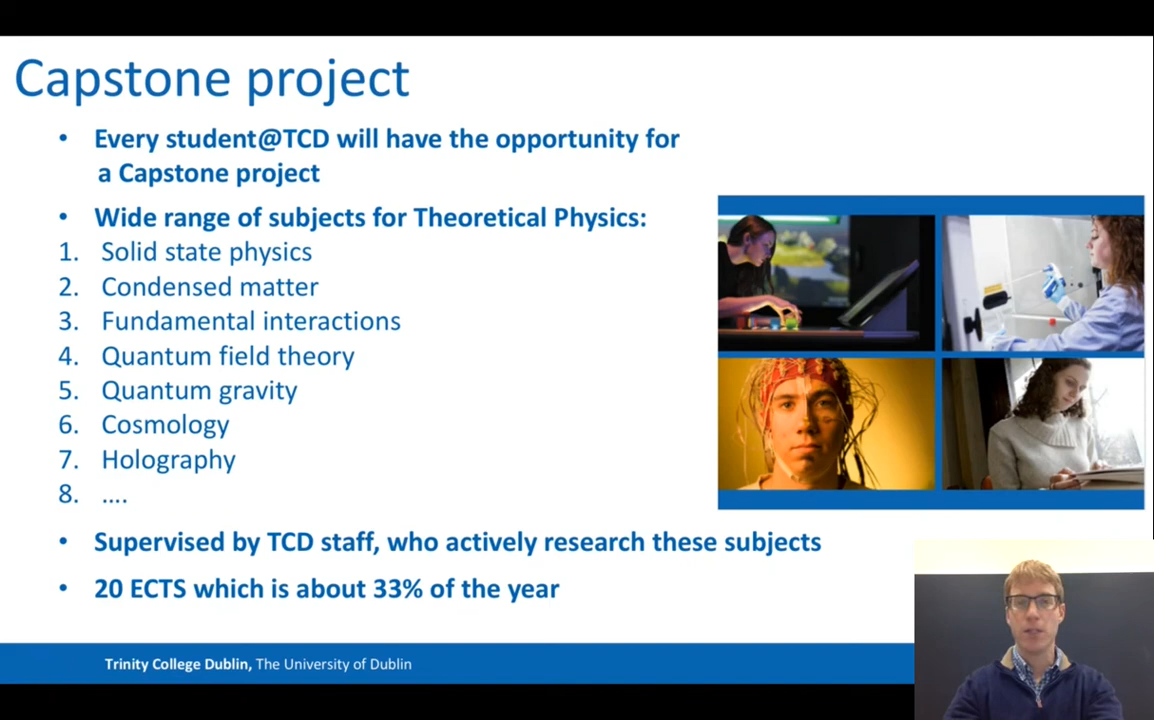 Capstone project
• Every student@TCD will have the opportunity for
a Capstone project
• Wide range of subjects for Theoretical Physics:
1. Solid state physics
2. Condensed matter
3. Fundamental interactions
4. Quantum field theory
5. Quantum gravity
6. Cosmology
7. Holography
8. ....
• Supervised by TCD staff, who actively research these subjects
• 20 ECTS which is about 33% of the year
Trinity College Dublin, The University of Dublin